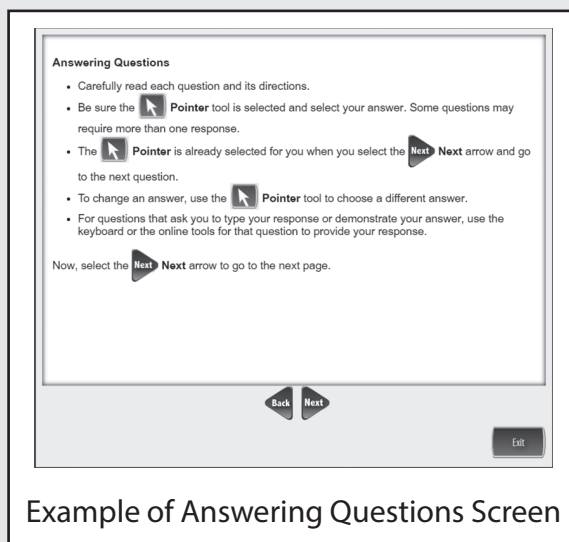 Answering Questions
• Carefully read each question and its directions.
• Be sure the Pointer tool is selected and select your answer. Some questions may
require more than one response.
• The Pointer is already selected for you when you select the Next Next arrow and go
to the next question.
• To change an answer, use the Pointer tool to choose a different answer.
• For questions that ask you to type your response or demonstrate your answer, use the
keyboard or the online tools for that question to provide your response.
Now, select the Next Next arrow to go to the next page.
Back Next
Exit
Example of Answering Questions Screen